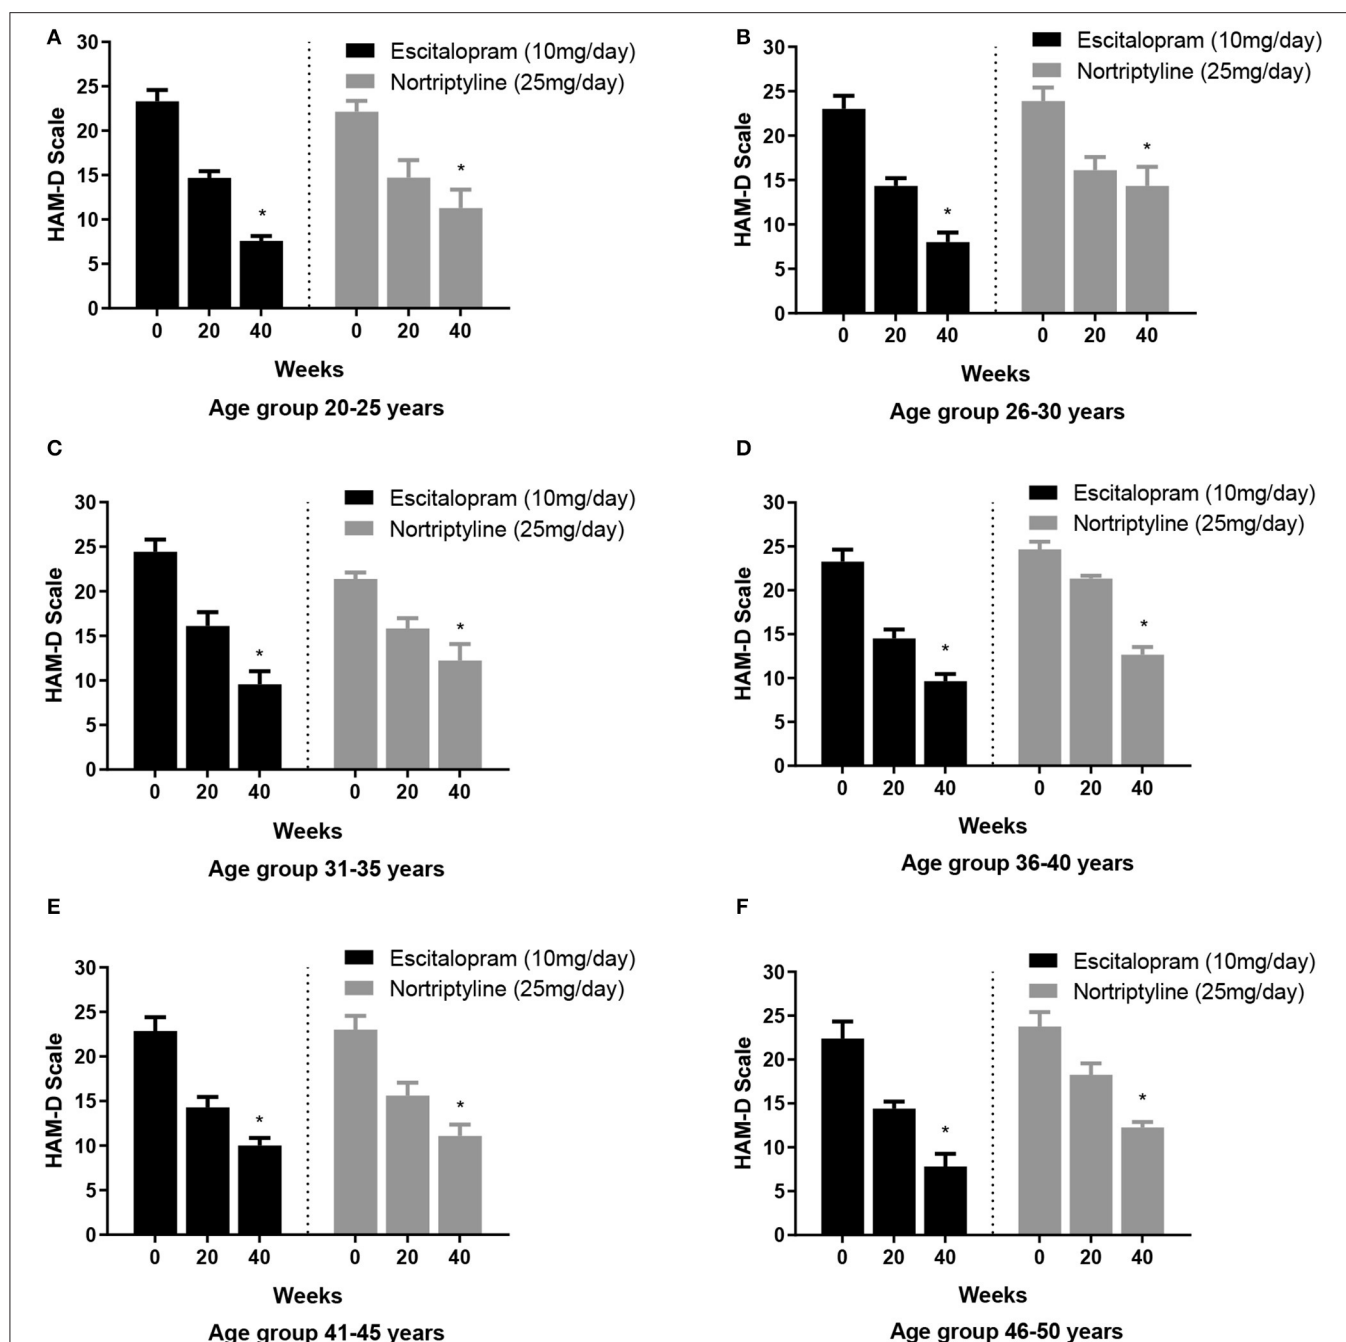 A
30
25
20
15
10
5
0
HAM-D Scale
Escitalopram (10mg/day)
Nortriptyline (25mg/day)
*
*
0 20 40 0 20 40
Weeks
Age group 20-25 years
B
30
25
20
15
10
5
0
HAM-D Scale
Escitalopram (10mg/day)
Nortriptyline (25mg/day)
*
*
0 20 40 0 20 40
Weeks
Age group 26-30 years
C
30
25
20
15
10
5
0
HAM-D Scale
Escitalopram (10mg/day)
Nortriptyline (25mg/day)
*
*
0 20 40 0 20 40
Weeks
Age group 31-35 years
D
30
25
20
15
10
5
0
HAM-D Scale
Escitalopram (10mg/day)
Nortriptyline (25mg/day)
*
*
0 20 40 0 20 40
Weeks
Age group 36-40 years
E
30
25
20
15
10
5
0
HAM-D Scale
Escitalopram (10mg/day)
Nortriptyline (25mg/day)
*
*
0 20 40 0 20 40
Weeks
Age group 41-45 years
F
30
25
20
15
10
5
0
HAM-D Scale
Escitalopram (10mg/day)
Nortriptyline (25mg/day)
*
*
0 20 40 0 20 40
Weeks
Age group 46-50 years